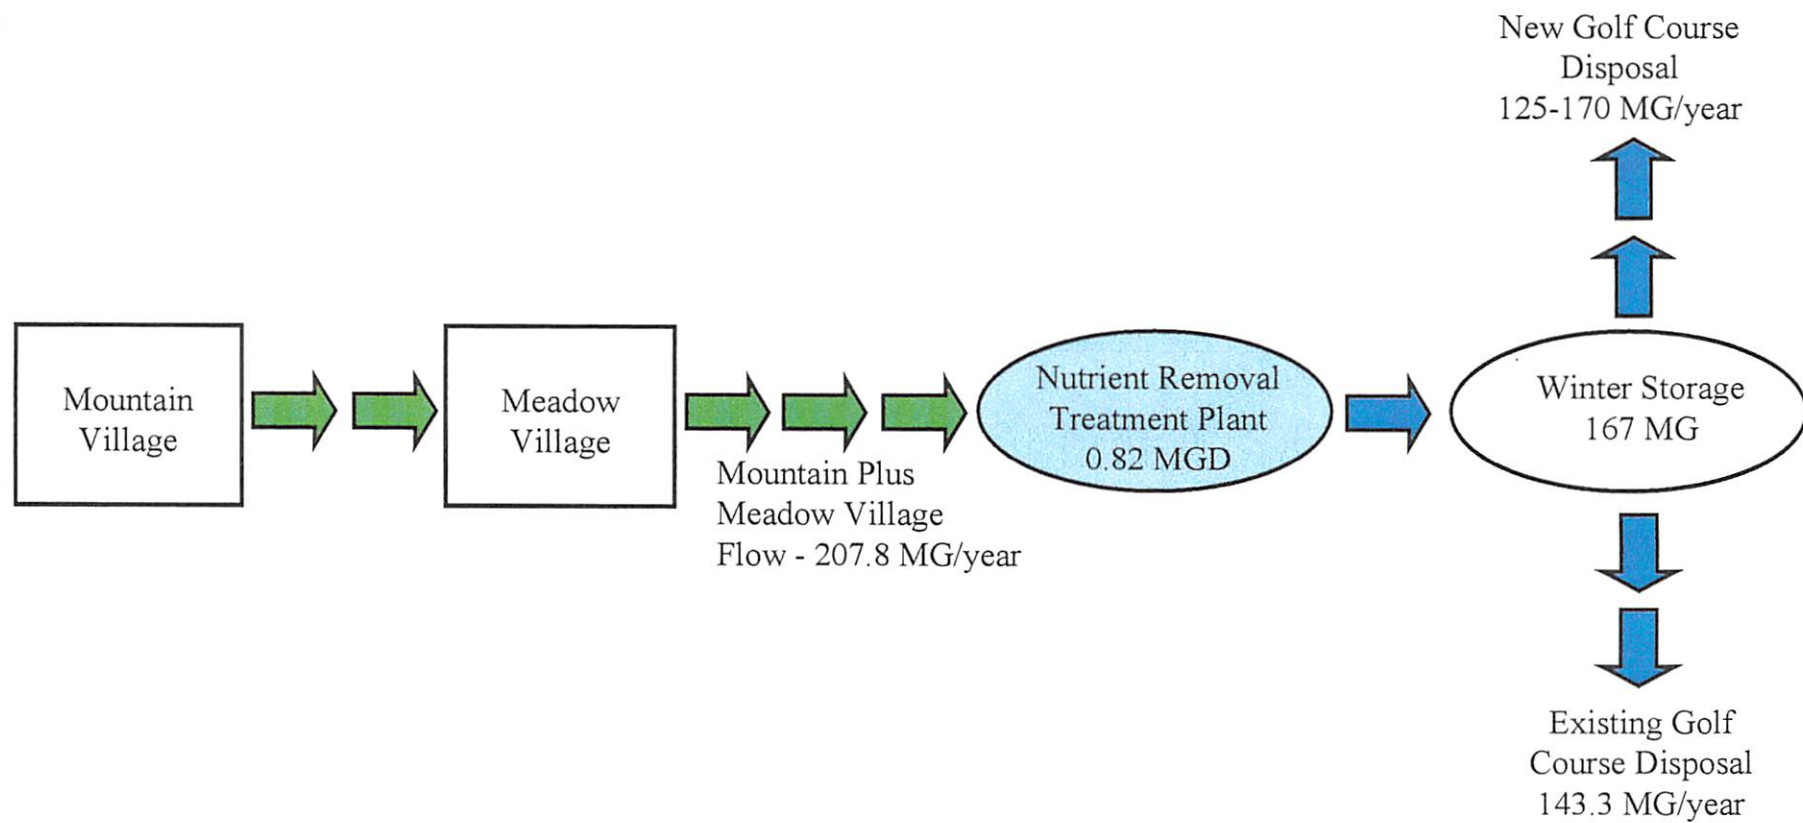 New Golf Course
Disposal
125-170 MG/year
Mountain
Village
Meadow
Village
Mountain Plus
Meadow Village
Flow - 207.8 MG/year
Nutrient Removal
Treatment Plant
0.82 MGD
Winter Storage
167 MG
Existing Golf
Course Disposal
143.3 MG/year